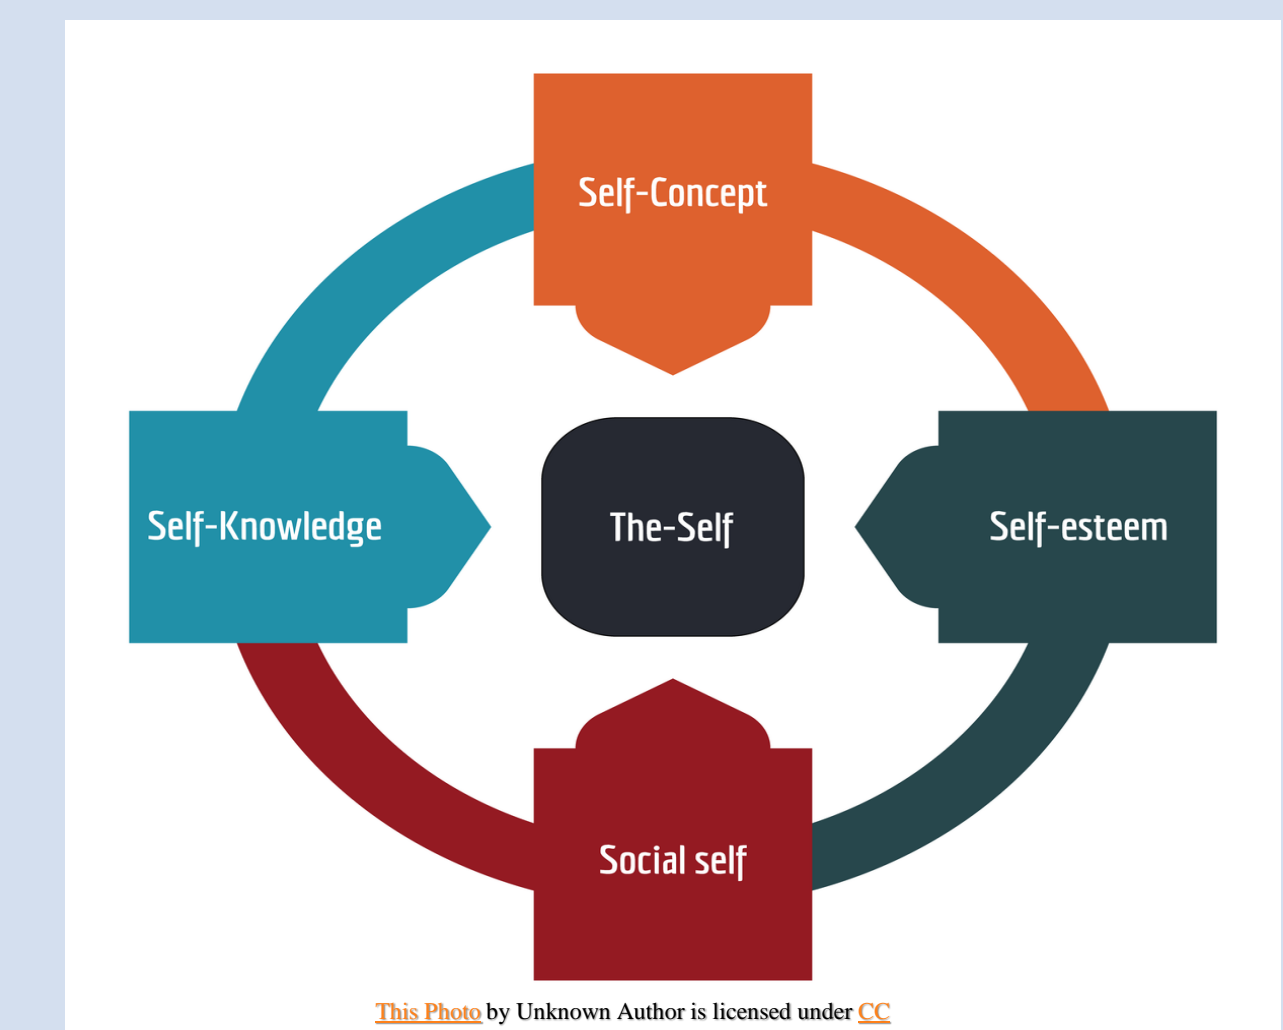 Self-Concept
Self-Knowledge
The-Self
Self-esteem
Social self
This Photo by Unknown Author is licensed under CC